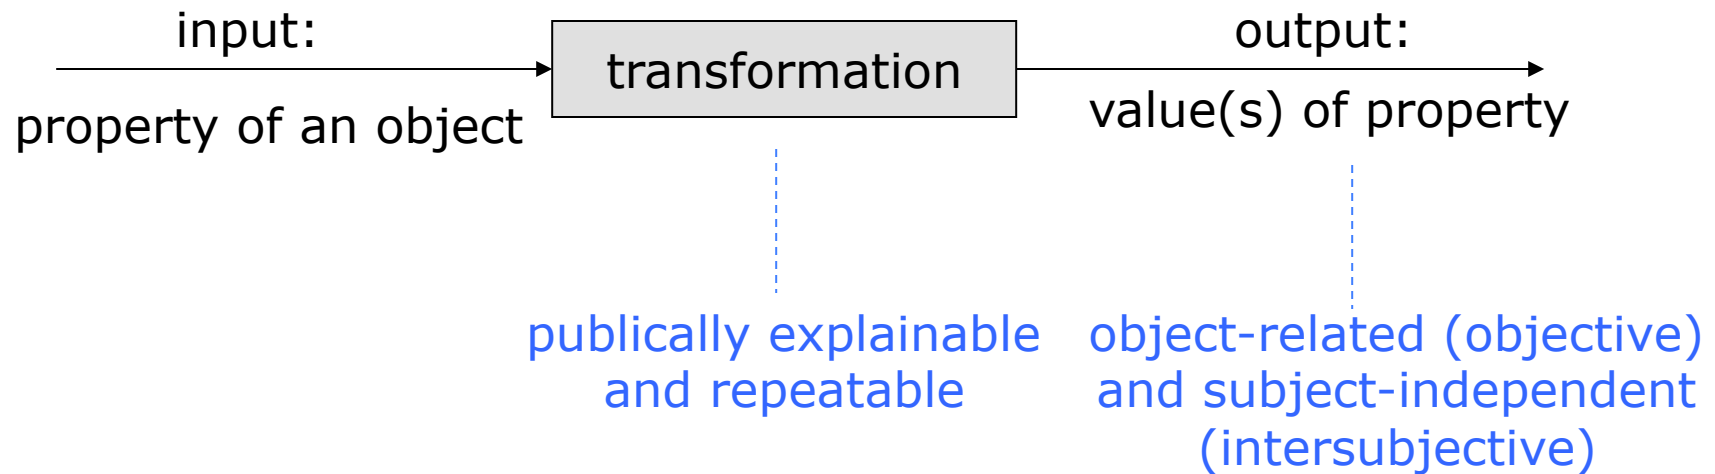 input:
property of an object
transformation
output:
value(s) of property
publically explainable
and repeatable
object-related (objective)
and subject-independent
(intersubjective)